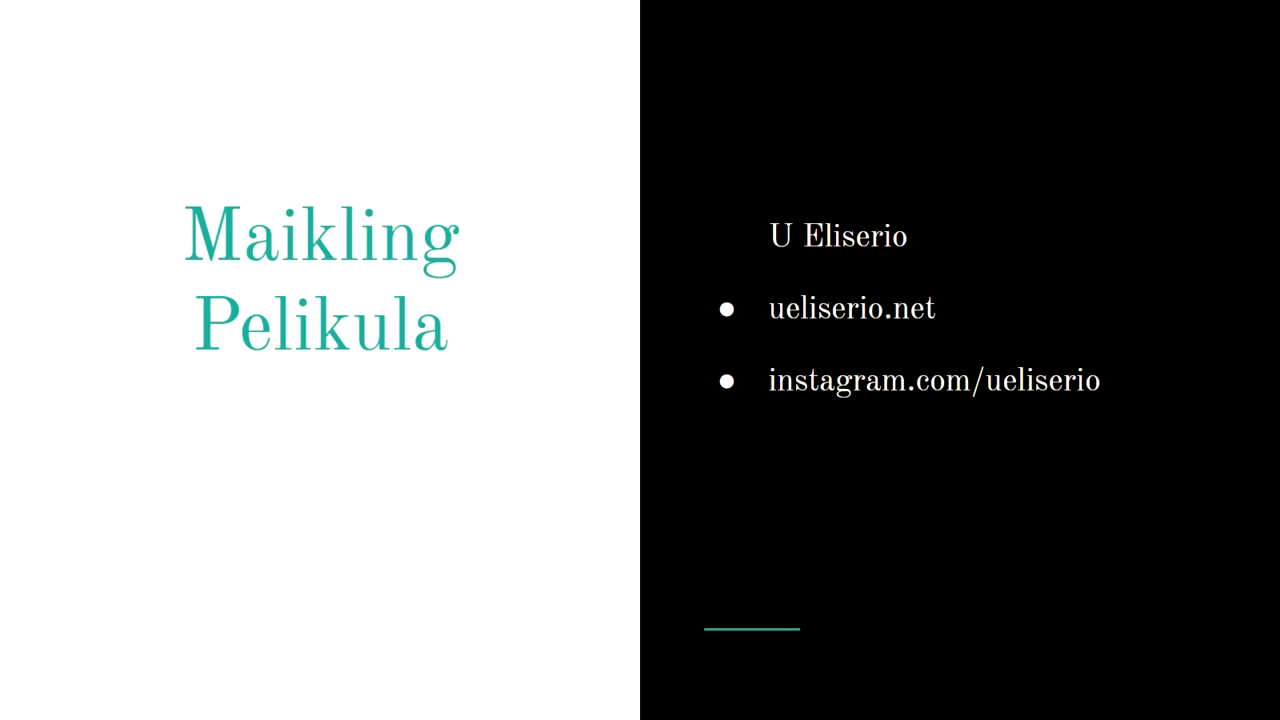 Maikling
Pelikula
U Eliserio
● ueliserio.net
● instagram.com/ueliserio